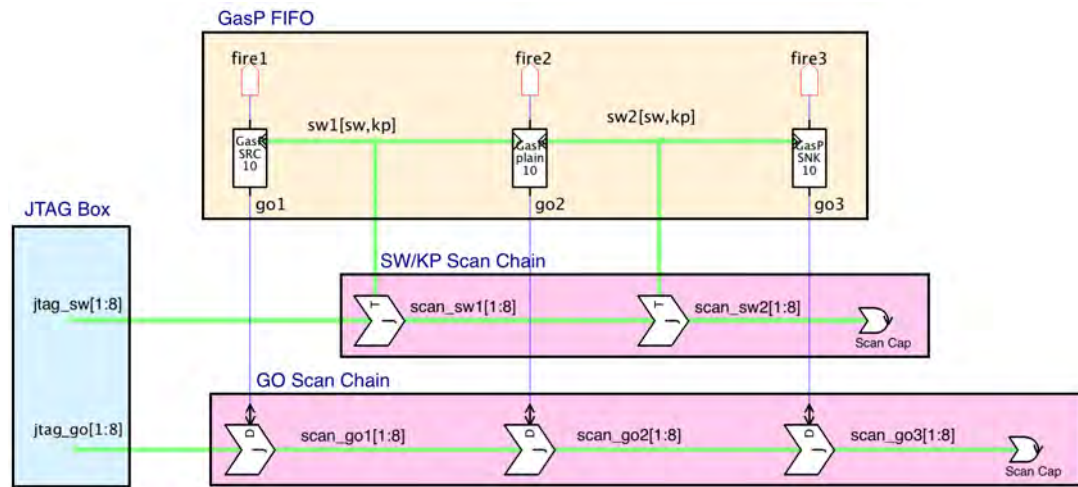 GasP FIFO
fire1
fire2
fire3
sw1[sw,kp]
sw2[sw,kp]
GasP
SRC
10
GasP
plain
10
GasP
SNK
10
go1
go2
go3
JTAG Box
SW/KP Scan Chain
jtag_sw[1:8]
J T
scan_sw1[1:8]
J T
scan_sw2[1:8]
Scan Cap
GO Scan Chain
jtag_go[1:8]
J D
scan_go1[1:8]
J D
scan_go2[1:8]
J D
scan_go3[1:8]
Scan Cap